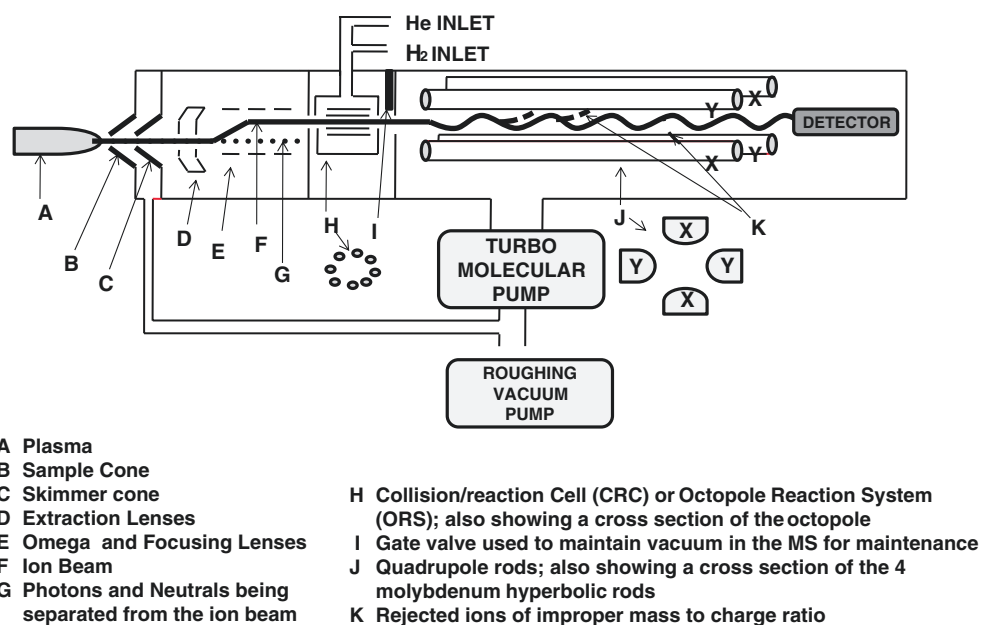 He INLET
H2 INLET
Y X
DETECTOR
X Y
A
B
C
D
E
F
G
H
I
J
K
X
Y Y
X
TURBO
MOLECULAR
PUMP
ROUGHING
VACUUM
PUMP
A Plasma
B Sample Cone
C Skimmer cone
D Extraction Lenses
E Omega and Focusing Lenses
F Ion Beam
G Photons and Neutrals being
separated from the ion beam
H Collision/reaction Cell (CRC) or Octopole Reaction System
(ORS); also showing a cross section of the octopole
I Gate valve used to maintain vacuum in the MS for maintenance
J Quadrupole rods; also showing a cross section of the 4
molybdenum hyperbolic rods
K Rejected ions of improper mass to charge ratio